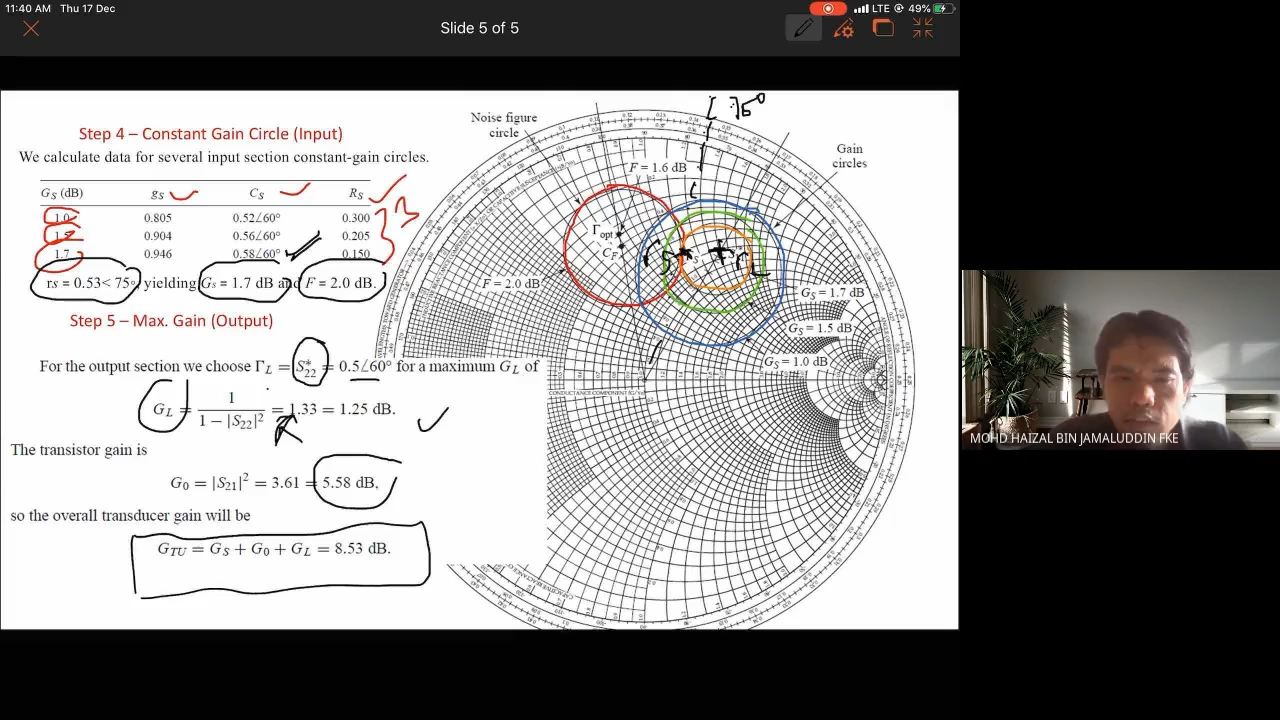 11:40 AM Thu 17 Dec
LTE 49%
Slide 5 of 5
Step 4 – Constant Gain Circle (Input)
We calculate data for several input section constant-gain circles.
G_S (dB) g_S C_S R_S
1.0 0.805 0.52∠60° 0.300
1.5 0.904 0.56∠60° 0.205
1.7 0.946 0.58∠60° 0.150
rs = 0.53< 75° yielding G_S = 1.7 dB and F = 2.0 dB.
Step 5 – Max. Gain (Output)
For the output section we choose Γ_L = S*_22 = 0.5∠60° for a maximum G_L of
G_L = 1 / (1 − |S_22|^2) = 1.33 = 1.25 dB.
The transistor gain is
G_0 = |S_21|^2 = 3.61 = 5.58 dB,
so the overall transducer gain will be
G_TU = G_S + G_0 + G_L = 8.53 dB.
75°
Noise figure
circle
Gain
circles
F = 1.6 dB
Γ_opt
C_F
F = 2.0 dB
G_S = 1.7 dB
G_S = 1.5 dB
G_S = 1.0 dB
MOHD HAIZAL BIN JAMALUDDIN FKE